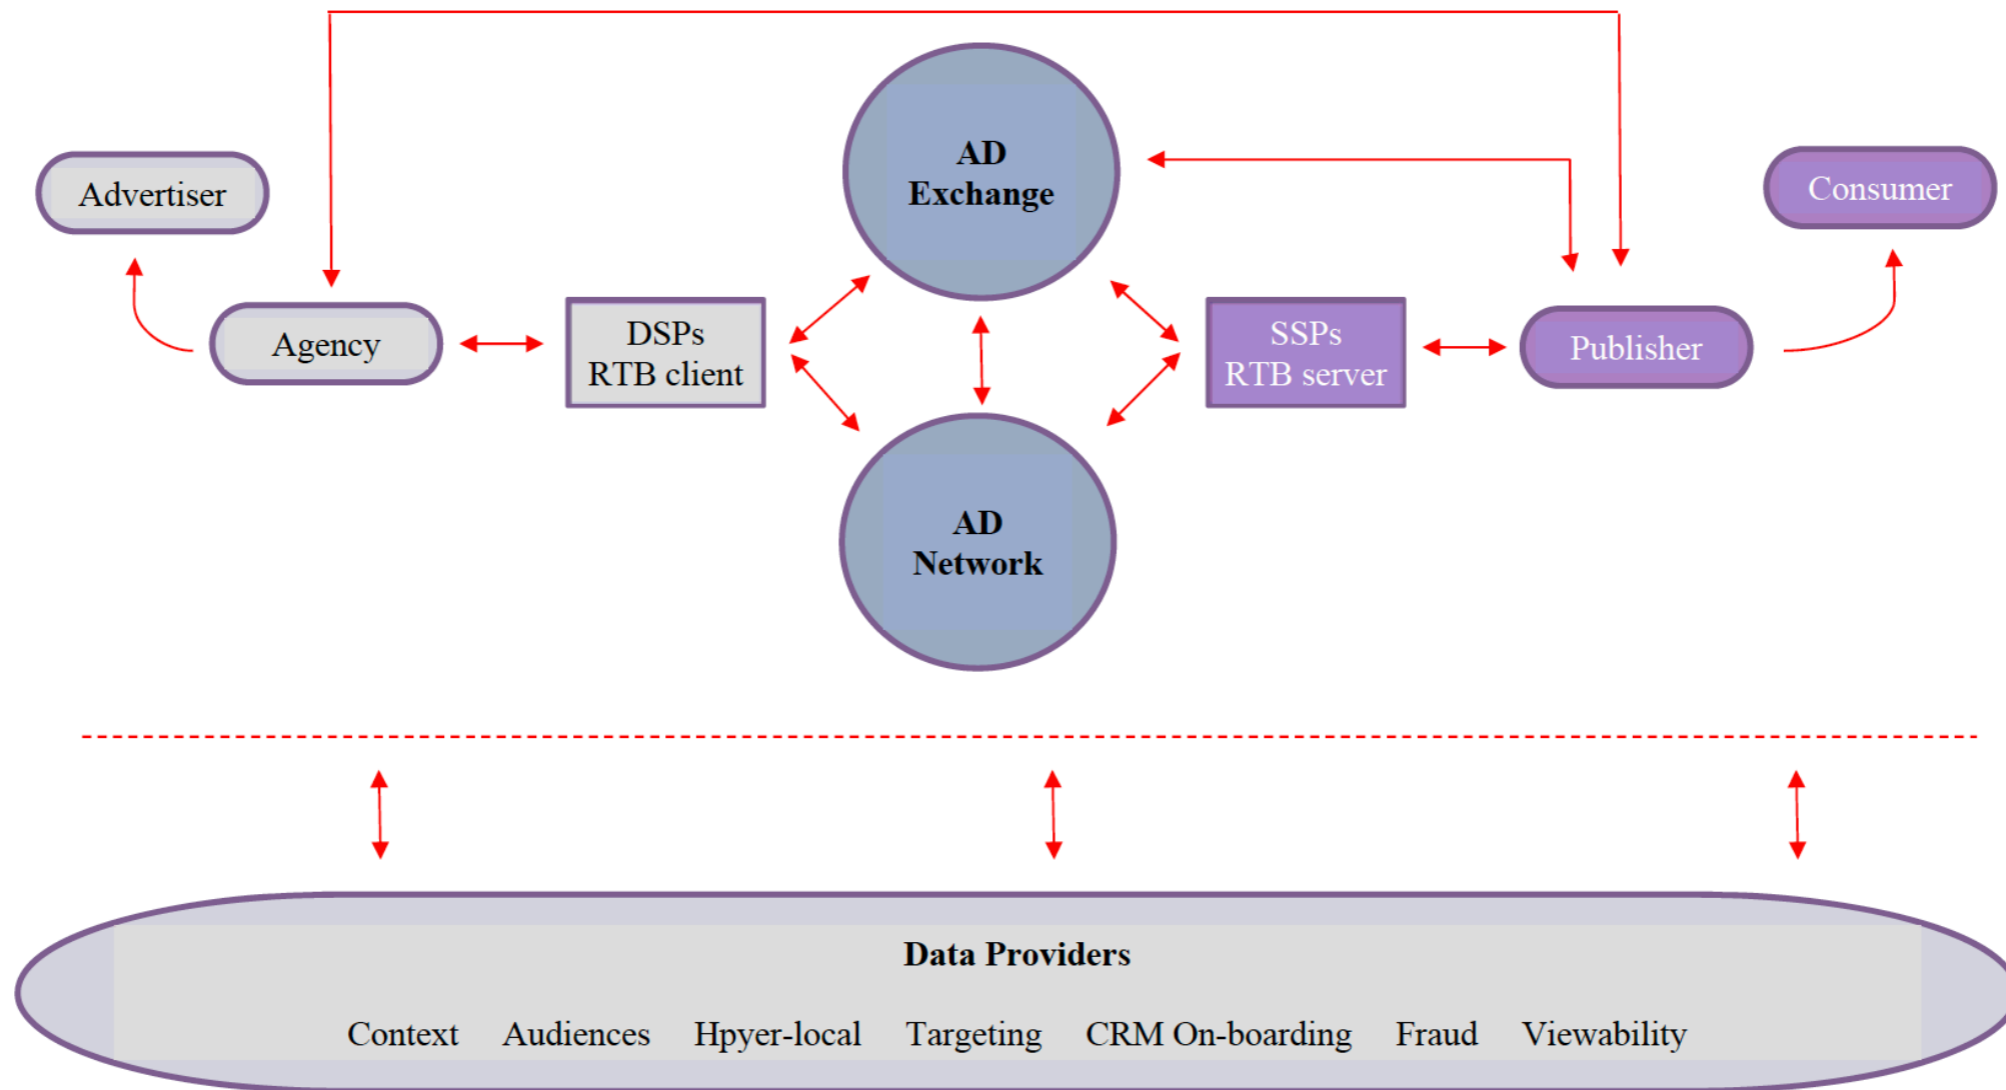 AD
Exchange
Advertiser
Consumer
Agency
DSPs
RTB client
SSPs
RTB server
Publisher
AD
Network
Data Providers
Context Audiences Hpyer-local Targeting CRM On-boarding Fraud Viewability